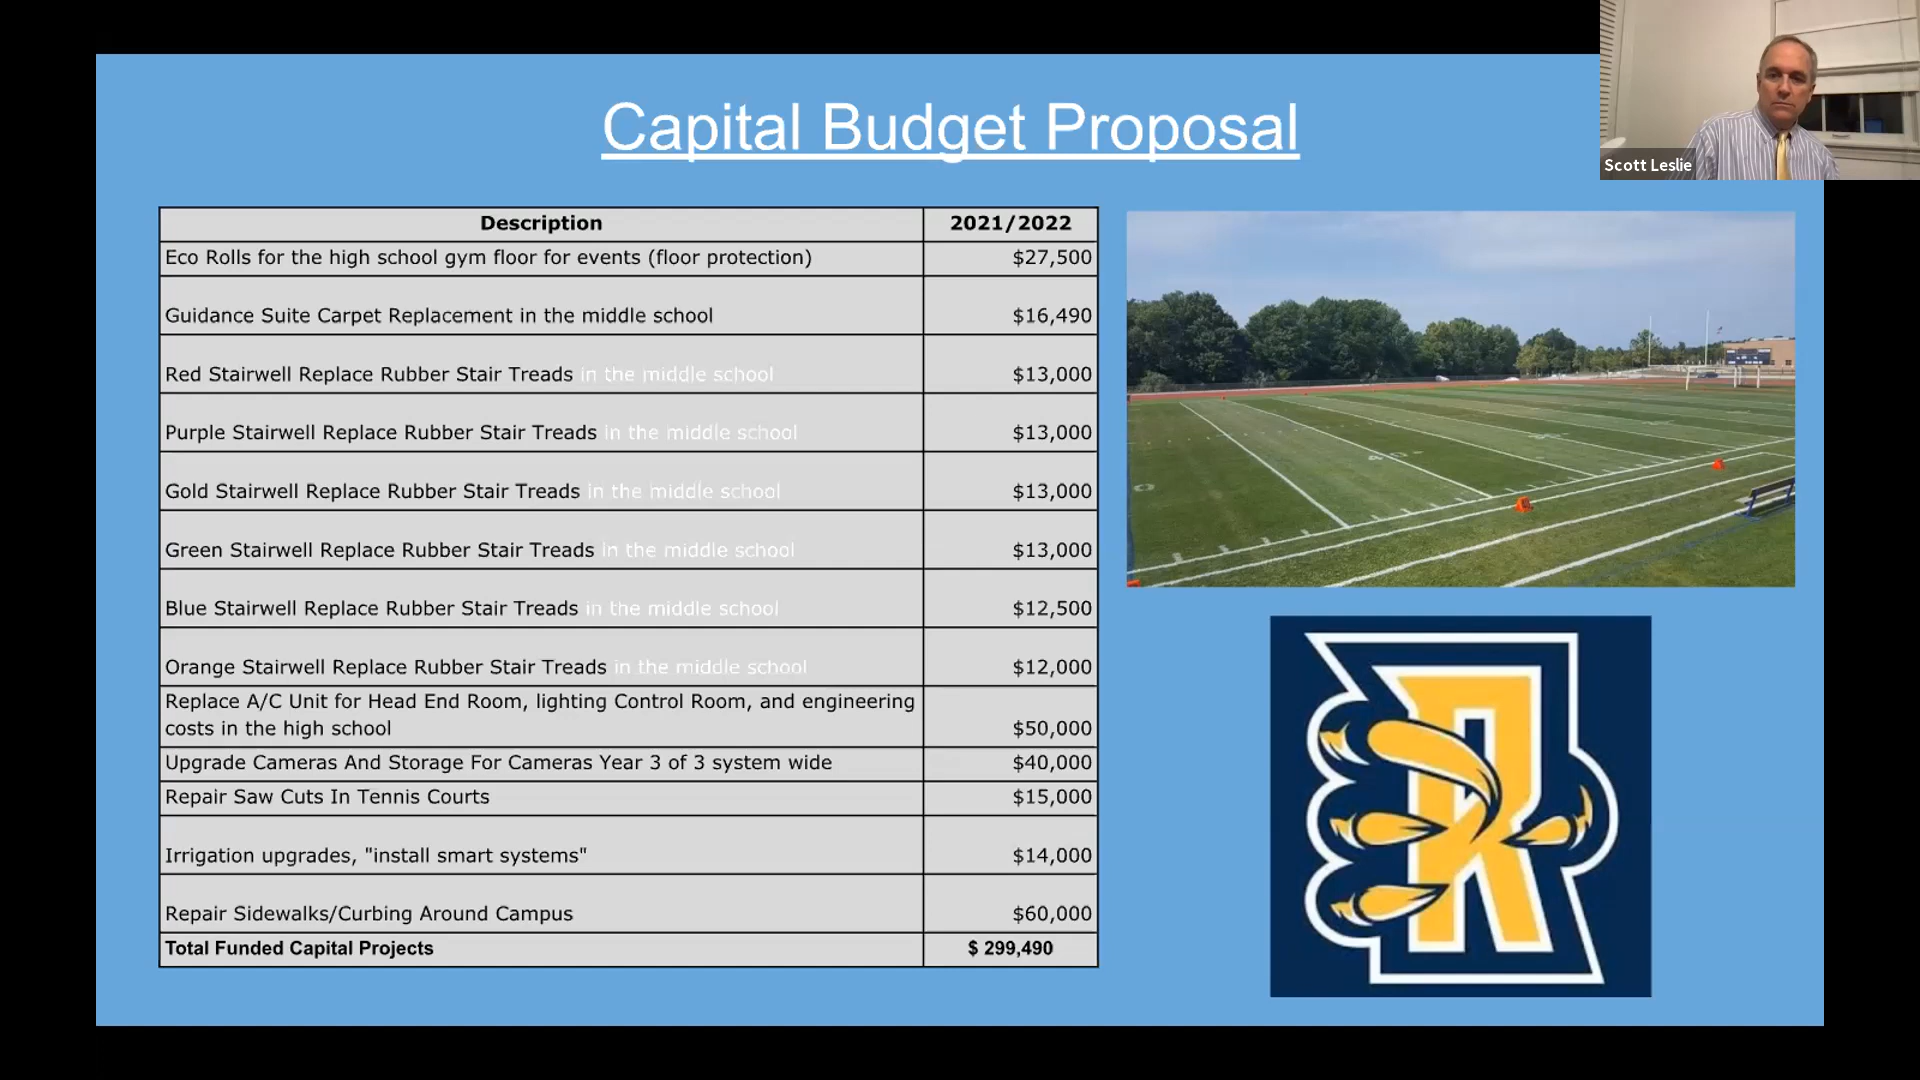 Capital Budget Proposal
Scott Leslie
Description 2021/2022
Eco Rolls for the high school gym floor for events (floor protection) $27,500
Guidance Suite Carpet Replacement in the middle school $16,490
Red Stairwell Replace Rubber Stair Treads in the middle school $13,000
Purple Stairwell Replace Rubber Stair Treads in the middle school $13,000
Gold Stairwell Replace Rubber Stair Treads in the middle school $13,000
Green Stairwell Replace Rubber Stair Treads in the middle school $13,000
Blue Stairwell Replace Rubber Stair Treads in the middle school $12,500
Orange Stairwell Replace Rubber Stair Treads in the middle school $12,000
Replace A/C Unit for Head End Room, lighting Control Room, and engineering
costs in the high school $50,000
Upgrade Cameras And Storage For Cameras Year 3 of 3 system wide $40,000
Repair Saw Cuts In Tennis Courts $15,000
Irrigation upgrades, "install smart systems" $14,000
Repair Sidewalks/Curbing Around Campus $60,000
Total Funded Capital Projects $ 299,490
R